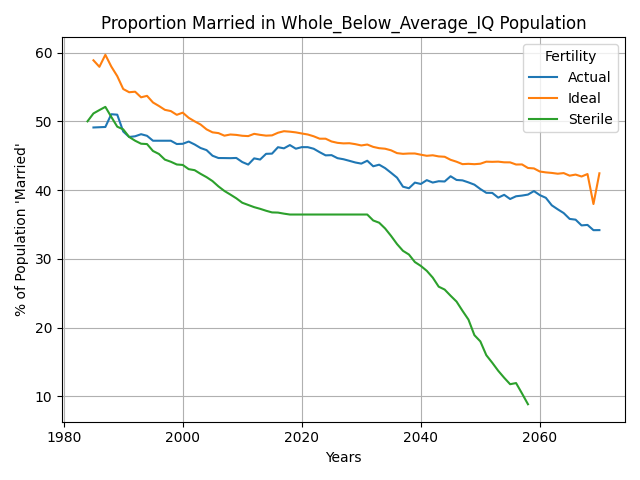 Proportion Married in Whole_Below_Average_IQ Population
% of Population 'Married'
60
50
40
30
20
10
Fertility
Actual
Ideal
Sterile
1980
2000
2020
2040
2060
Years